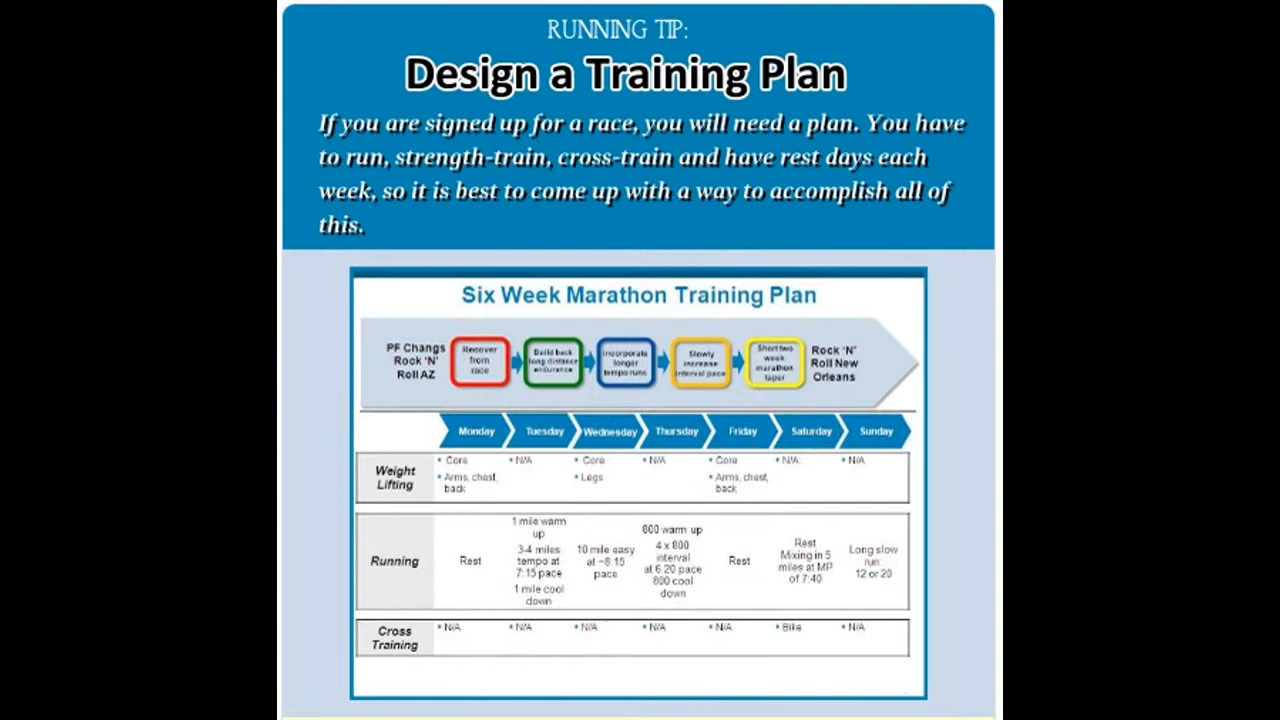 RUNNING TIP:
Design a Training Plan
If you are signed up for a race, you will need a plan. You have
to run, strength-train, cross-train and have rest days each
week, so it is best to come up with a way to accomplish all of
this.
Six Week Marathon Training Plan
PF Changs
Rock 'N'
Roll AZ
Recover
from
race
Build back
long distance
endurance
Incorporate
longer
tempo runs
Slowly
increase
interval pace
Short two
week
marathon
taper
Rock 'N'
Roll New
Orleans
Monday Tuesday Wednesday Thursday Friday Saturday Sunday
Weight
Lifting
• Core
• Arms, chest,
back
• N/A
• Core
• Legs
• N/A
• Core
• Arms, chest,
back
• N/A
• N/A
Running
Rest
1 mile warm
up
3-4 miles
tempo at
7:15 pace
1 mile cool
down
10 mile easy
at ~8:15
pace
800 warm up
4 x 800
interval
at 6:20 pace
800 cool
down
Rest
Rest
Mixing in 5
miles at MP
of 7:40
Long slow
run
12 or 20
Cross
Training
• N/A
• N/A
• N/A
• N/A
• N/A
• Bike
• N/A